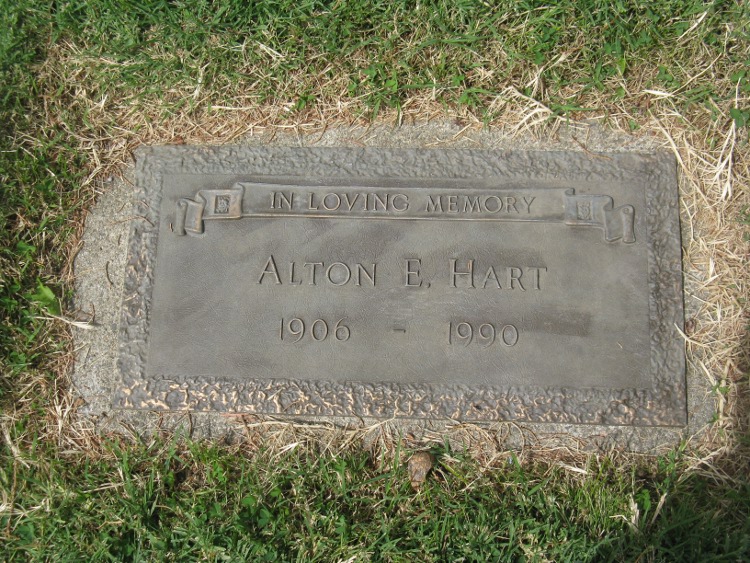 IN LOVING MEMORY
ALTON E. HART
1906 - 1990